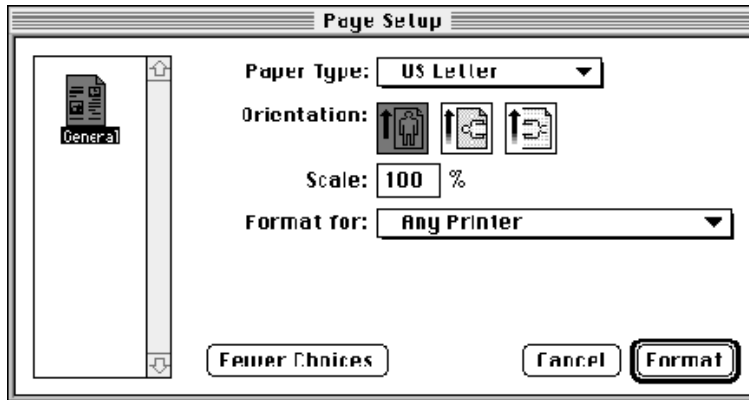 Page Setup
General
Paper Type: US Letter
Orientation:
Scale: 100 %
Format for: Any Printer
Fewer Choices Cancel Format